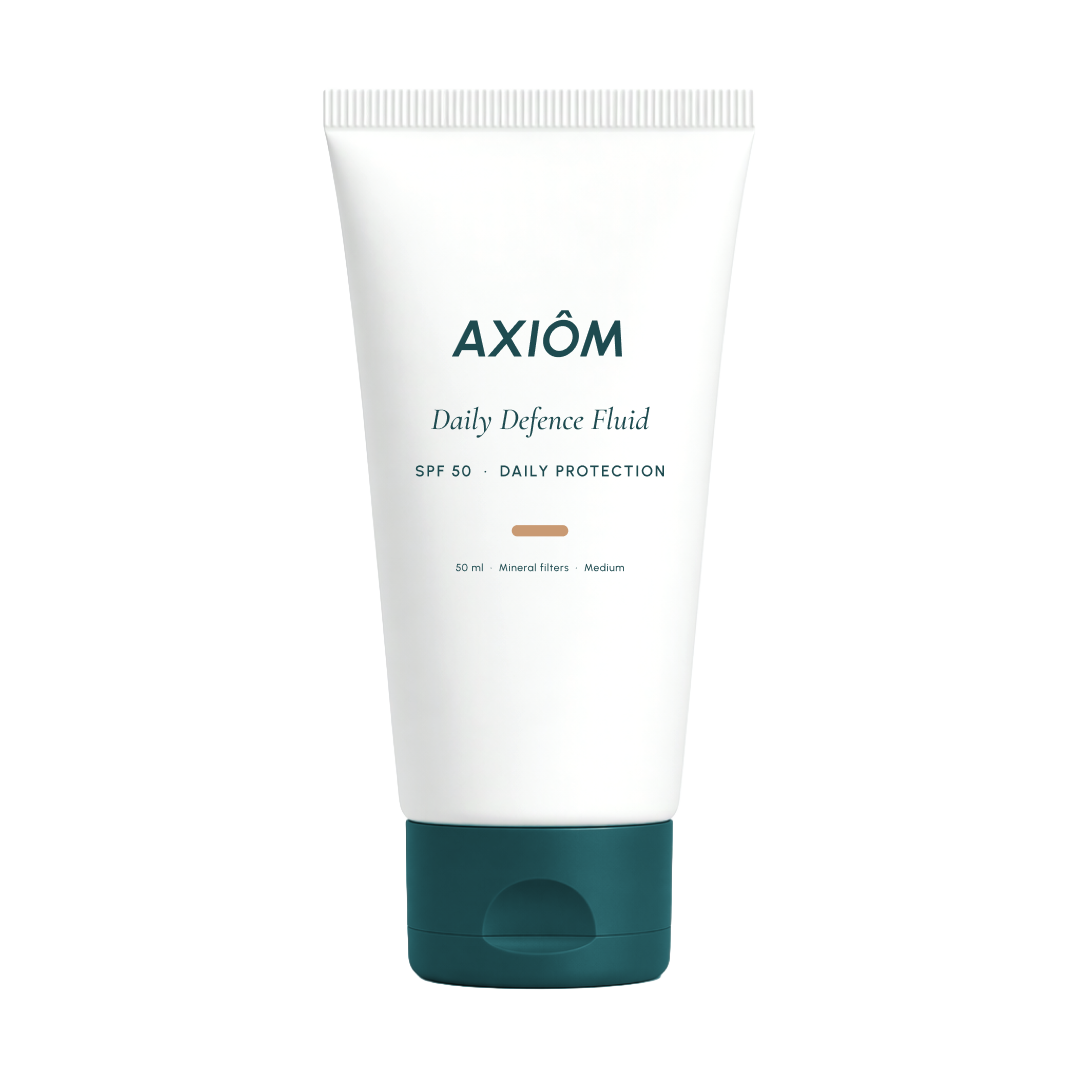 AXIÔM
Daily Defence Fluid
SPF 50 · DAILY PROTECTION
50 ml · Mineral filters · Medium